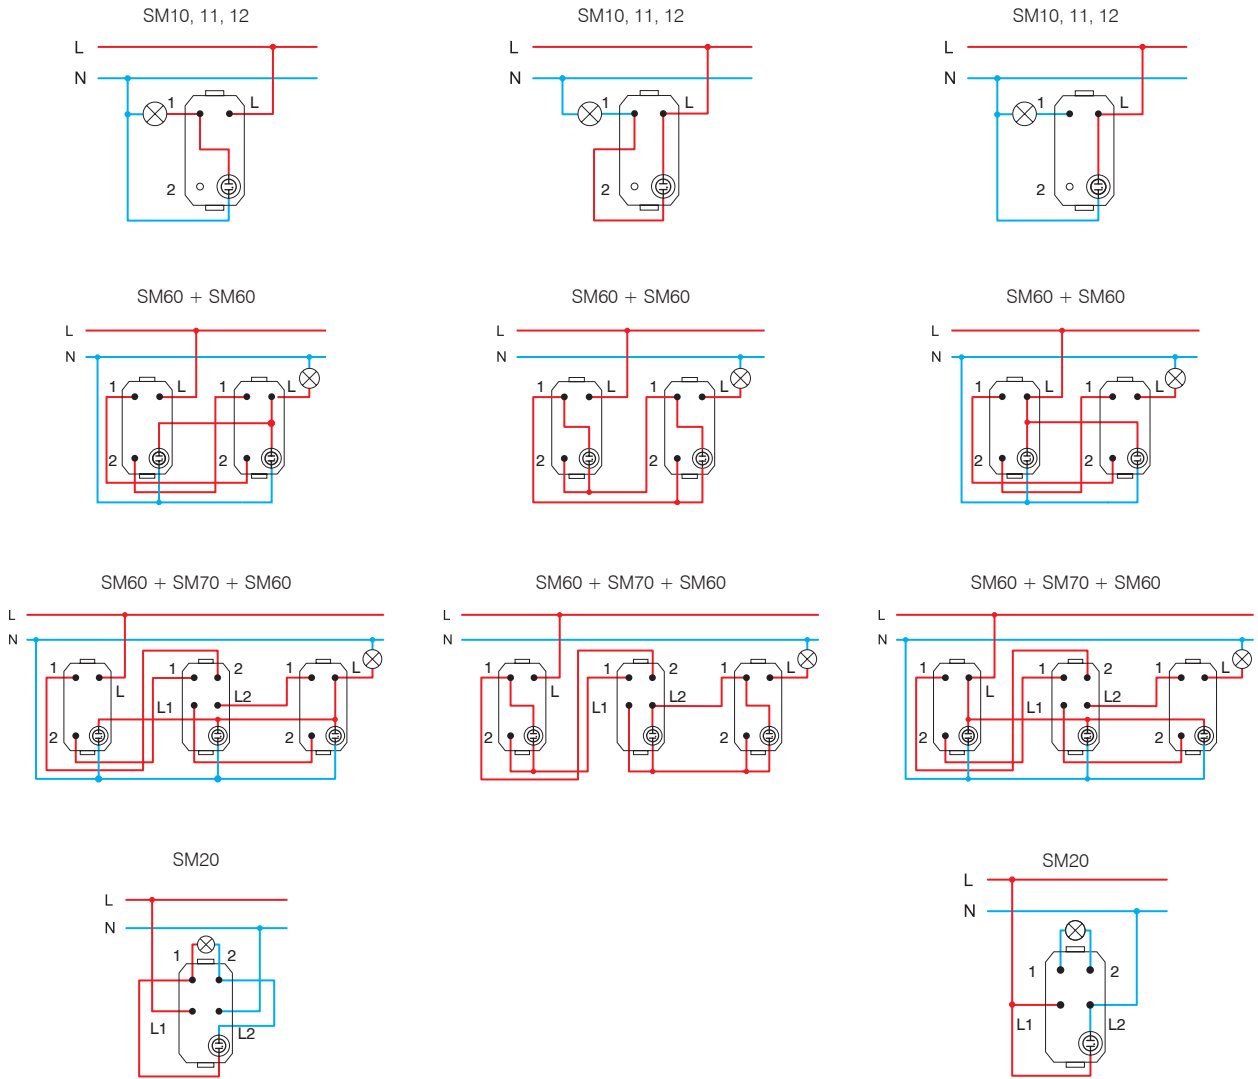 SM10, 11, 12 SM10, 11, 12 SM10, 11, 12
L L L
N N N
1 L 1 L 1 L
2 2 2
SM60 + SM60 SM60 + SM60 SM60 + SM60
L L L
N N N
1 L 1 L 1 L 1 L 1 L 1 L
2 2 2 2 2 2
SM60 + SM70 + SM60 SM60 + SM70 + SM60 SM60 + SM70 + SM60
L L L
N N N
1 1 2 1 L 1 1 2 1 L 1 1 2 1 L
L L1 L2 L L1 L2 L L1 L2
2 2 2 2 2 2
SM20 SM20
L L
N N
1 2 1 2
L1 L2 L1 L2